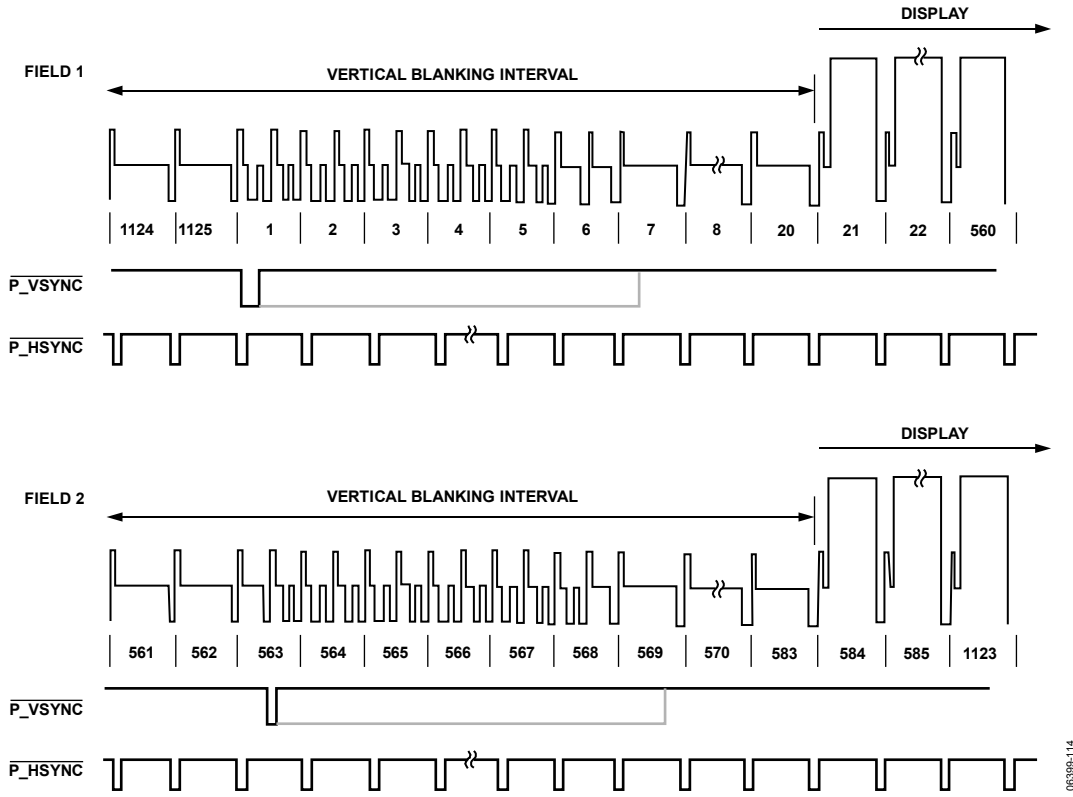 DISPLAY
FIELD 1
VERTICAL BLANKING INTERVAL
1124 1125 1 2 3 4 5 6 7 8 20 21 22 560
P_VSYNC
P_HSYNC
DISPLAY
FIELD 2
VERTICAL BLANKING INTERVAL
561 562 563 564 565 566 567 568 569 570 583 584 585 1123
P_VSYNC
P_HSYNC
06399-114